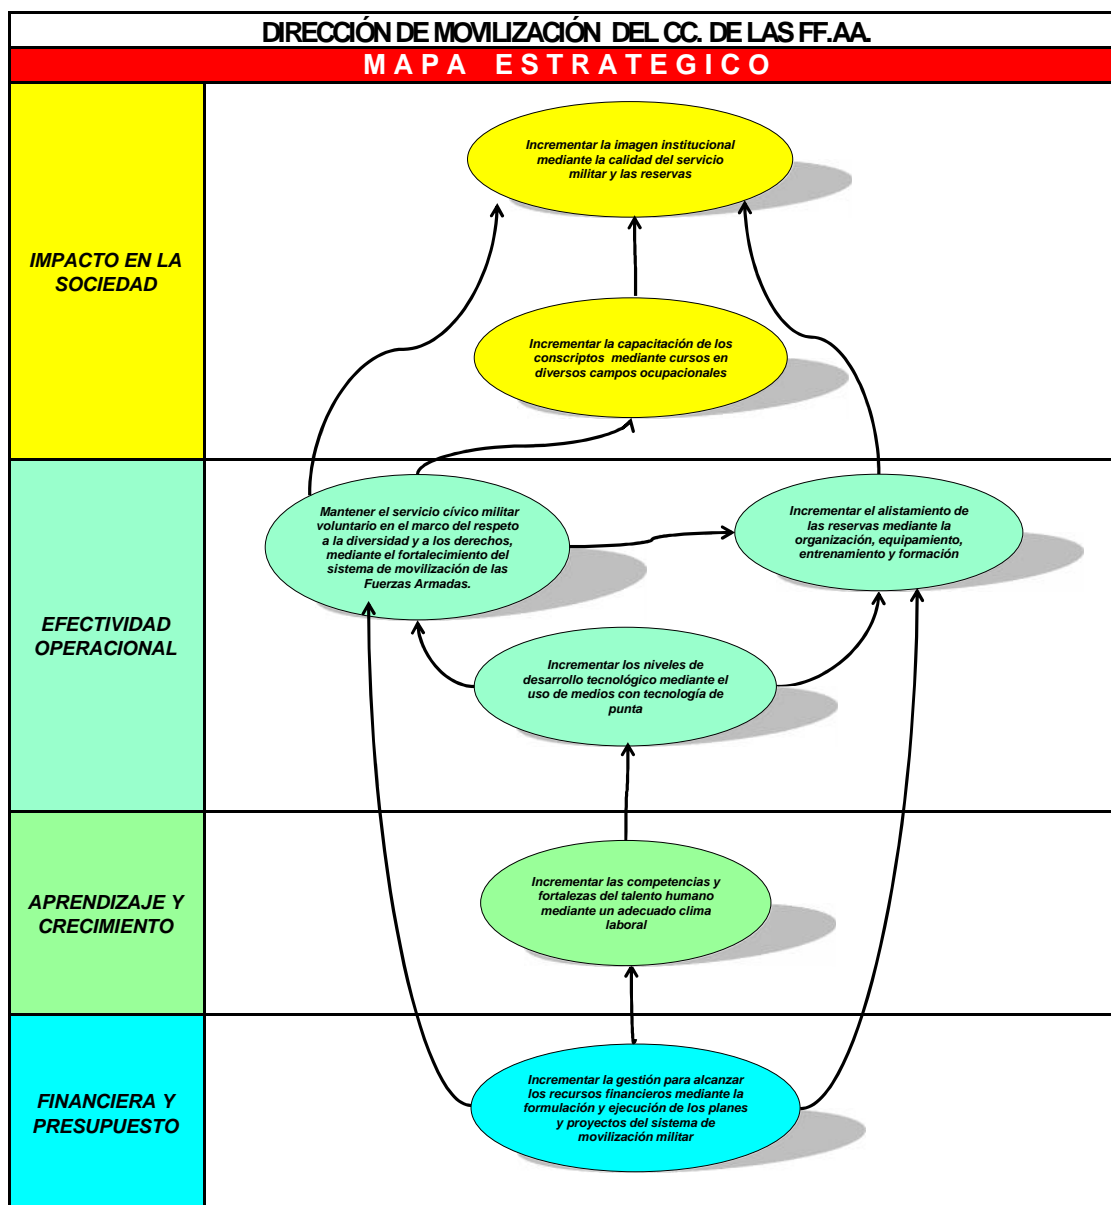 DIRECCIÓN DE MOVILIZACIÓN DEL CC. DE LAS FF.AA.
MAPA ESTRATEGICO
IMPACTO EN LA
SOCIEDAD
Incrementar la imagen institucional
mediante la calidad del servicio
militar y las reservas
Incrementar la capacitación de los
conscriptos mediante cursos en
diversos campos ocupacionales
EFECTIVIDAD
OPERACIONAL
Mantener el servicio cívico militar
voluntario en el marco del respeto
a la diversidad y a los derechos,
mediante el fortalecimiento del
sistema de movilización de las
Fuerzas Armadas.
Incrementar el alistamiento de
las reservas mediante la
organización, equipamiento,
entrenamiento y formación
Incrementar los niveles de
desarrollo tecnológico mediante el
uso de medios con tecnología de
punta
APRENDIZAJE Y
CRECIMIENTO
Incrementar las competencias y
fortalezas del talento humano
mediante un adecuado clima
laboral
FINANCIERA Y
PRESUPUESTO
Incrementar la gestión para alcanzar
los recursos financieros mediante la
formulación y ejecución de los planes
y proyectos del sistema de
movilización militar